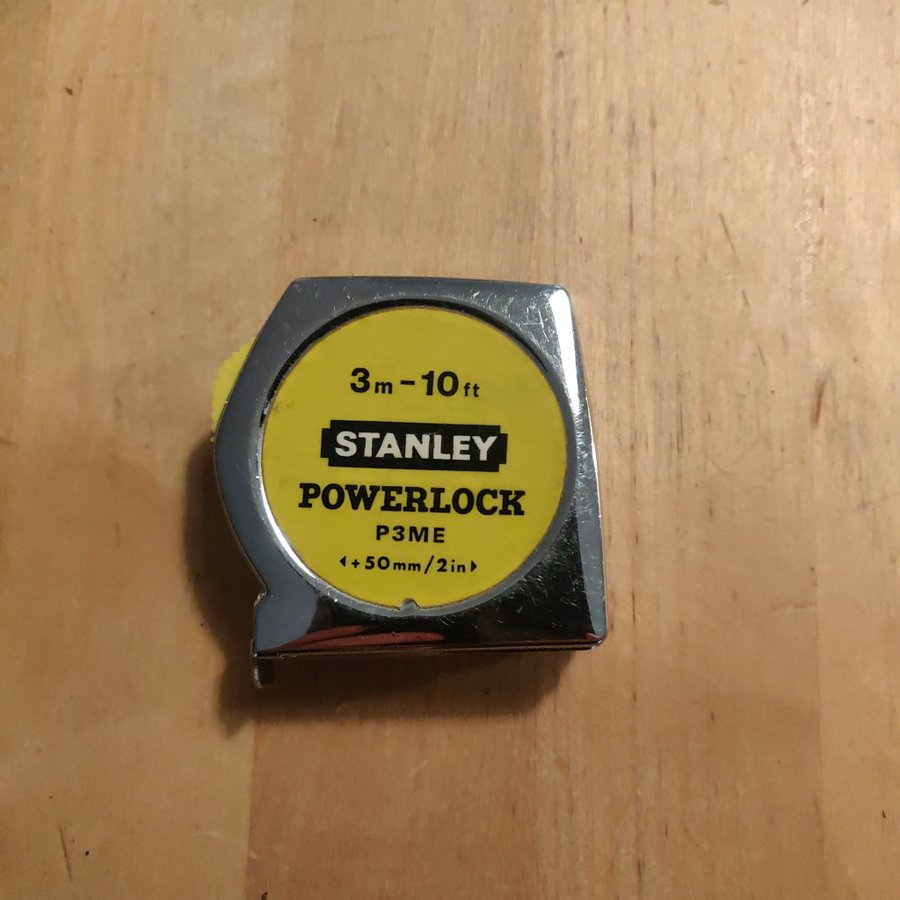 3m-10ft
STANLEY
POWERLOCK
P3ME
+50mm/2in